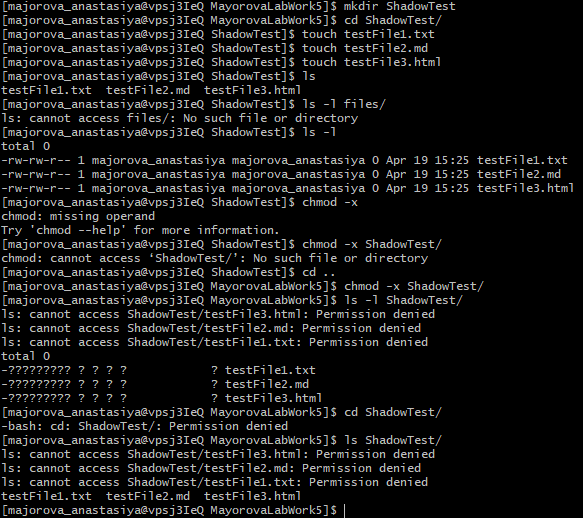 [majorova_anastasiya@vpsj3IeQ MayorovaLabWork5]$ mkdir ShadowTest
[majorova_anastasiya@vpsj3IeQ MayorovaLabWork5]$ cd ShadowTest/
[majorova_anastasiya@vpsj3IeQ ShadowTest]$ touch testFile1.txt
[majorova_anastasiya@vpsj3IeQ ShadowTest]$ touch testFile2.md
[majorova_anastasiya@vpsj3IeQ ShadowTest]$ touch testFile3.html
[majorova_anastasiya@vpsj3IeQ ShadowTest]$ ls
testFile1.txt  testFile2.md  testFile3.html
[majorova_anastasiya@vpsj3IeQ ShadowTest]$ ls -l files/
ls: cannot access files/: No such file or directory
[majorova_anastasiya@vpsj3IeQ ShadowTest]$ ls -l
total 0
-rw-rw-r-- 1 majorova_anastasiya majorova_anastasiya 0 Apr 19 15:25 testFile1.txt
-rw-rw-r-- 1 majorova_anastasiya majorova_anastasiya 0 Apr 19 15:25 testFile2.md
-rw-rw-r-- 1 majorova_anastasiya majorova_anastasiya 0 Apr 19 15:25 testFile3.html
[majorova_anastasiya@vpsj3IeQ ShadowTest]$ chmod -x
chmod: missing operand
Try 'chmod --help' for more information.
[majorova_anastasiya@vpsj3IeQ ShadowTest]$ chmod -x ShadowTest/
chmod: cannot access ‘ShadowTest/’: No such file or directory
[majorova_anastasiya@vpsj3IeQ ShadowTest]$ cd ..
[majorova_anastasiya@vpsj3IeQ MayorovaLabWork5]$ chmod -x ShadowTest/
[majorova_anastasiya@vpsj3IeQ MayorovaLabWork5]$ ls -l ShadowTest/
ls: cannot access ShadowTest/testFile3.html: Permission denied
ls: cannot access ShadowTest/testFile2.md: Permission denied
ls: cannot access ShadowTest/testFile1.txt: Permission denied
total 0
-????????? ? ? ? ?            ? testFile1.txt
-????????? ? ? ? ?            ? testFile2.md
-????????? ? ? ? ?            ? testFile3.html
[majorova_anastasiya@vpsj3IeQ MayorovaLabWork5]$ cd ShadowTest/
-bash: cd: ShadowTest/: Permission denied
[majorova_anastasiya@vpsj3IeQ MayorovaLabWork5]$ ls ShadowTest/
ls: cannot access ShadowTest/testFile3.html: Permission denied
ls: cannot access ShadowTest/testFile2.md: Permission denied
ls: cannot access ShadowTest/testFile1.txt: Permission denied
testFile1.txt  testFile2.md  testFile3.html
[majorova_anastasiya@vpsj3IeQ MayorovaLabWork5]$